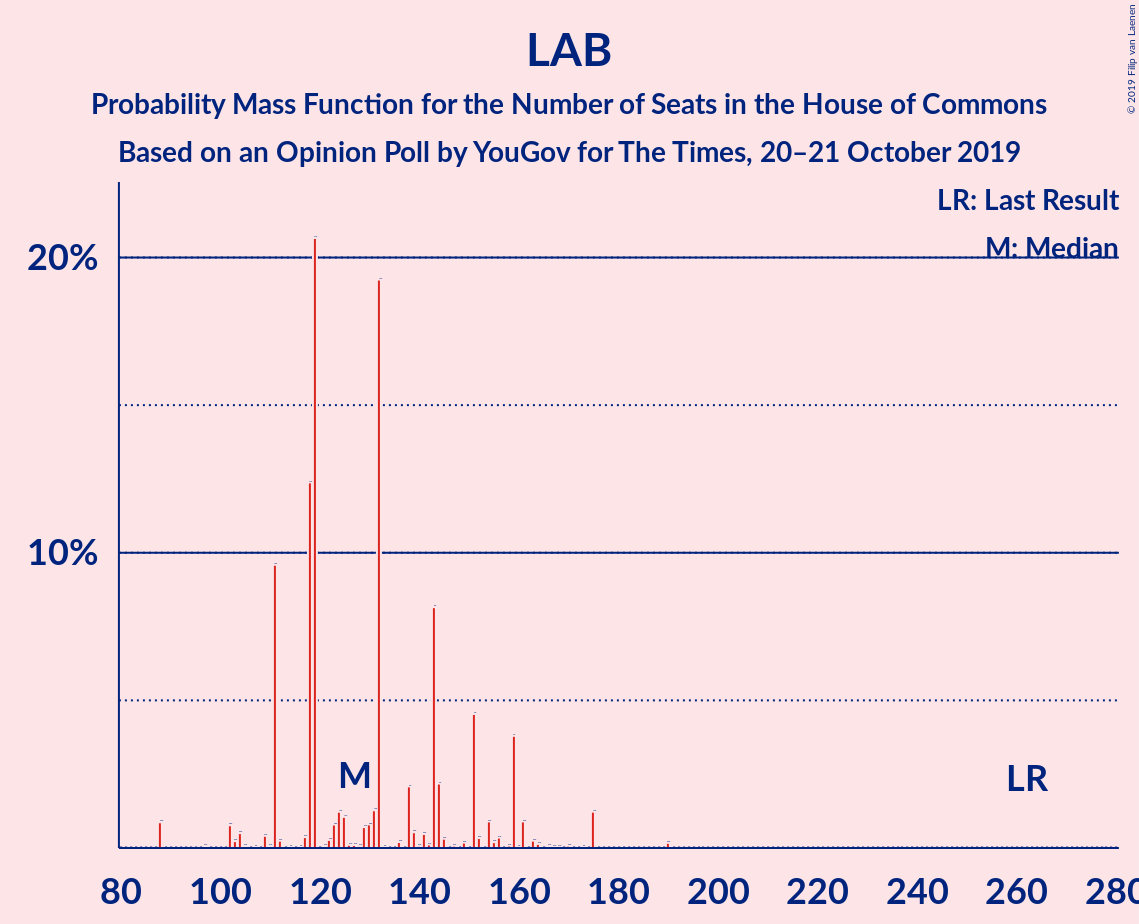 LAB
Probability Mass Function for the Number of Seats in the House of Commons
Based on an Opinion Poll by YouGov for The Times, 20–21 October 2019
© 2019 Filip van Laenen
LR: Last Result
M: Median
20%
10%
M
LR
80 100 120 140 160 180 200 220 240 260 280